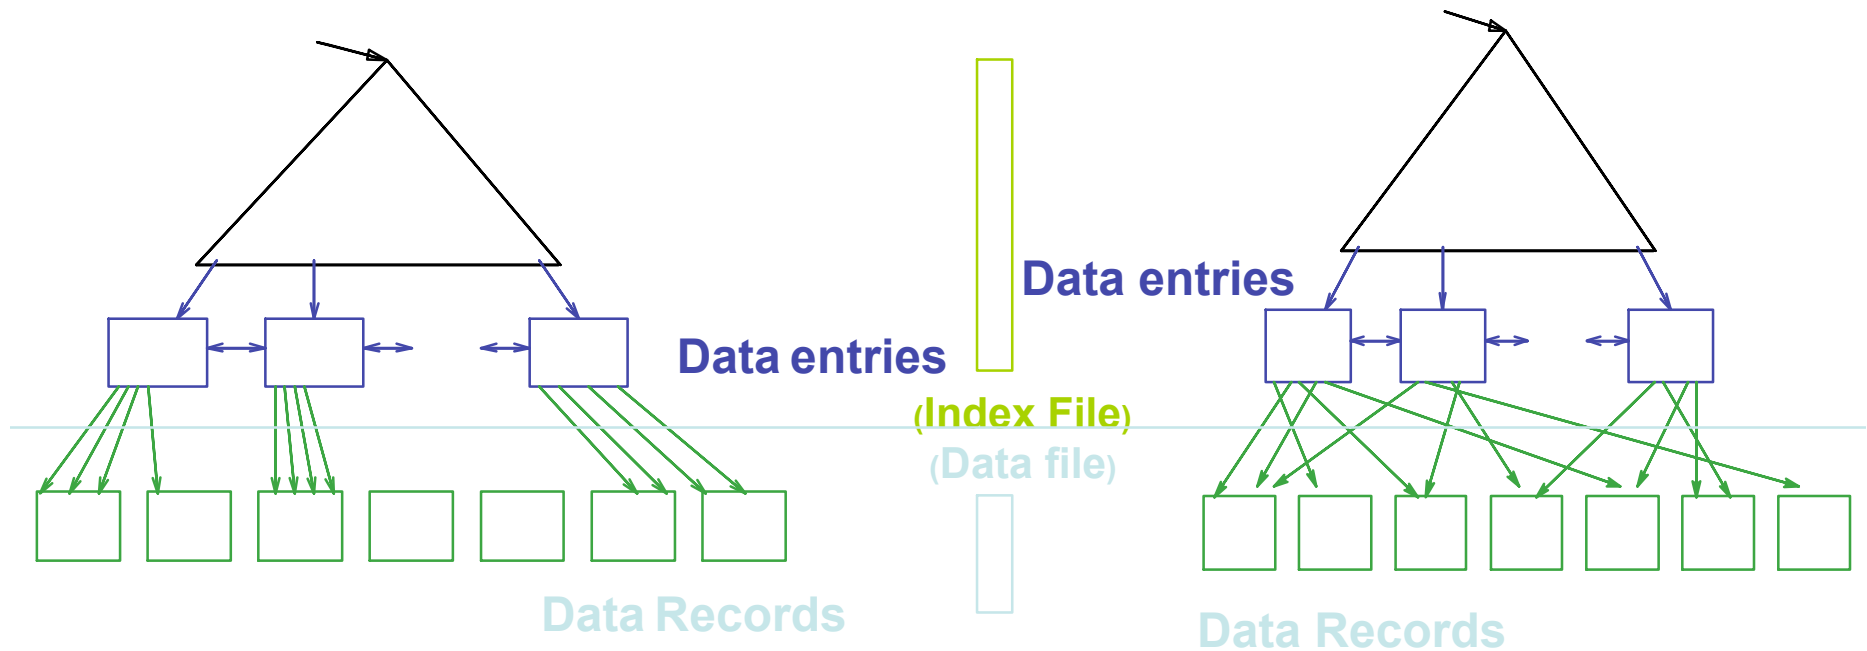 Data entries
Data entries
(Index File)
(Data file)
Data Records
Data Records